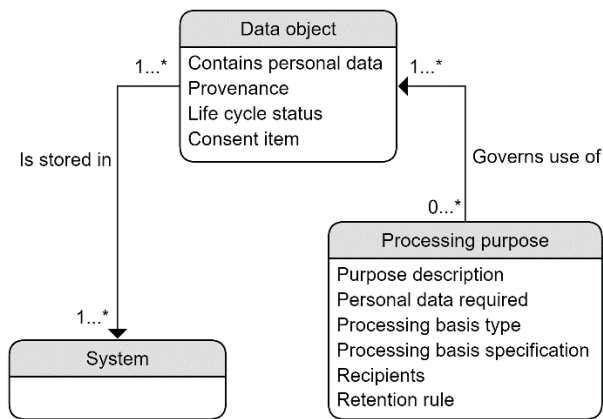 Data object
Contains personal data
Provenance
Life cycle status
Consent item
1...*
1...*
Is stored in
Governs use of
0...*
1...*
Processing purpose
Purpose description
Personal data required
Processing basis type
Processing basis specification
Recipients
Retention rule
System